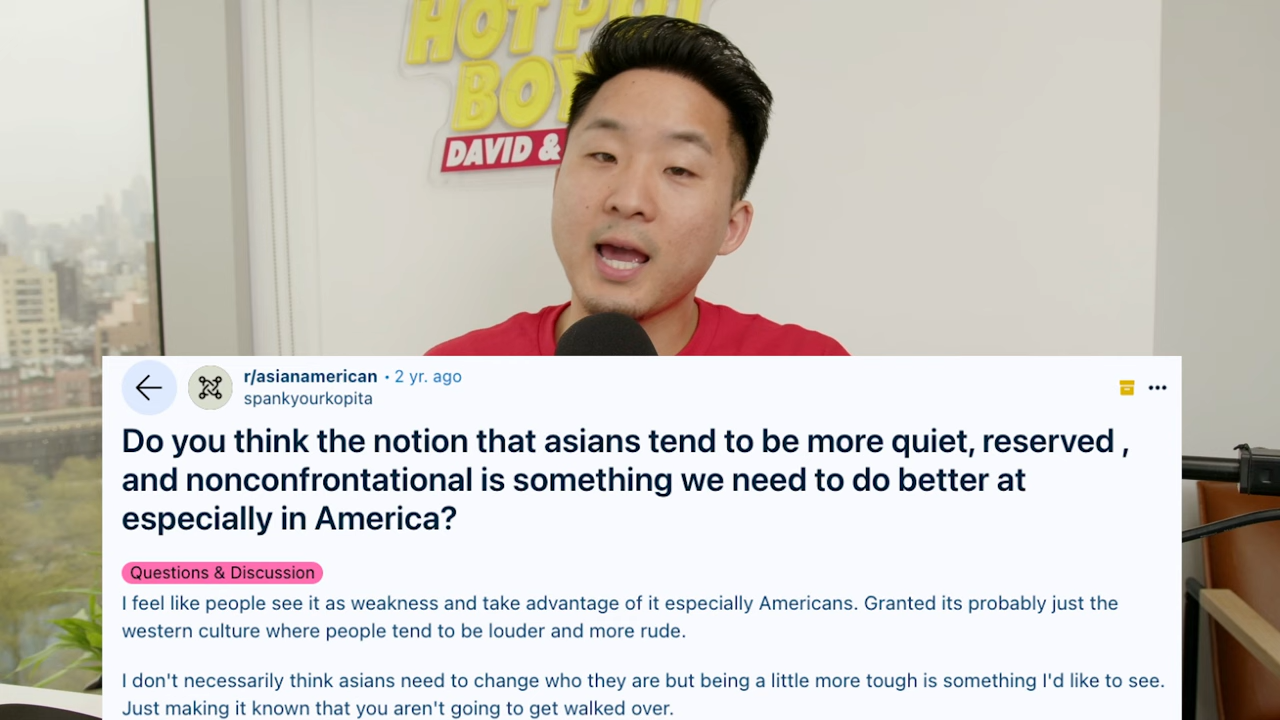 HOT POT
BOY
DAVID &
r/asianamerican • 2 yr. ago
spankyourkopita
Do you think the notion that asians tend to be more quiet, reserved ,
and nonconfrontational is something we need to do better at
especially in America?
Questions & Discussion
I feel like people see it as weakness and take advantage of it especially Americans. Granted its probably just the
western culture where people tend to be louder and more rude.
I don't necessarily think asians need to change who they are but being a little more tough is something I'd like to see.
Just making it known that you aren't going to get walked over.